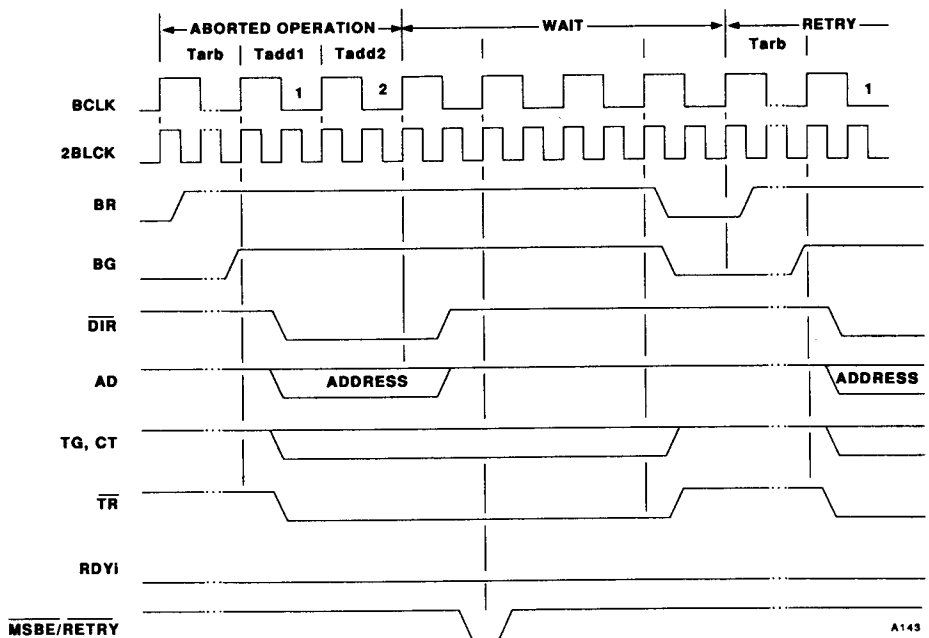 ABORTED OPERATION WAIT RETRY
Tarb Tadd1 Tadd2 Tarb
BCLK 1 2 1
2BLCK
BR
BG
DIR
AD ADDRESS ADDRESS
TG, CT
TR
RDYi
MSBE/RETRY
A143